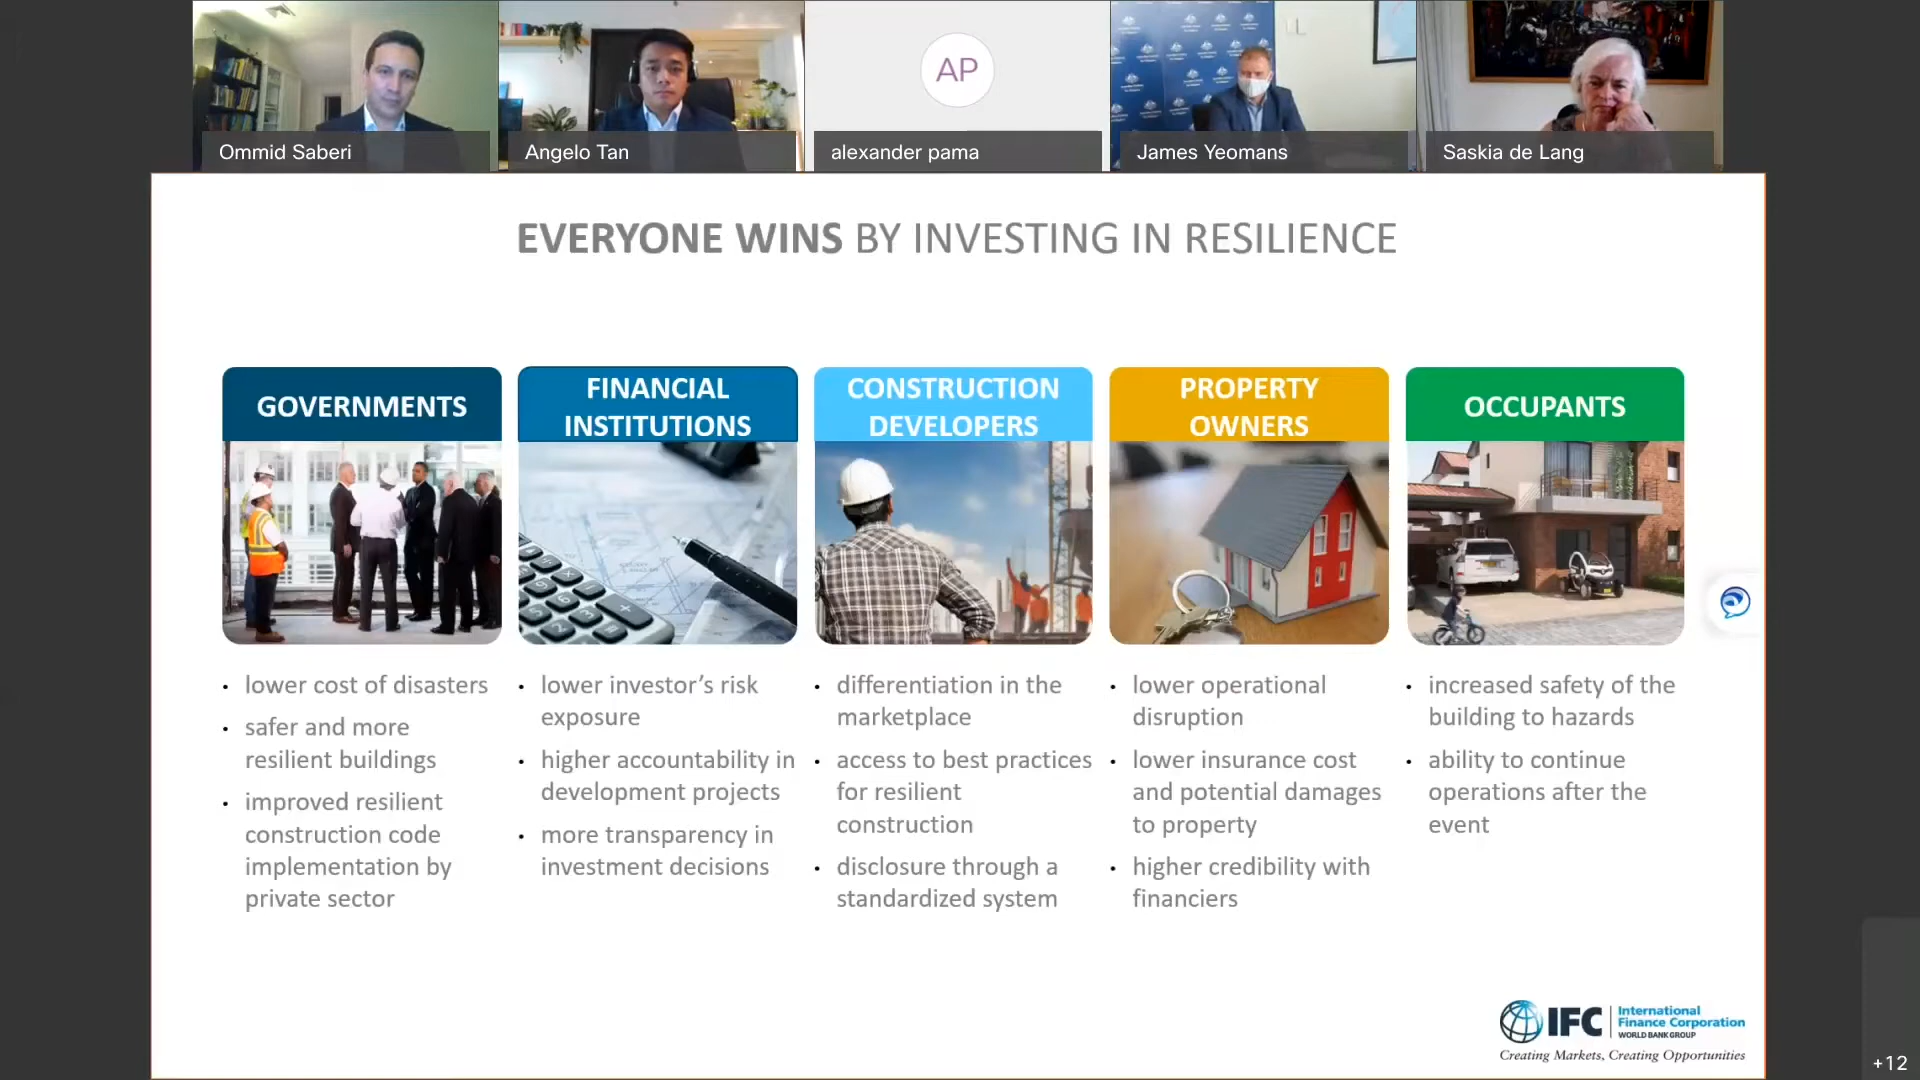 AP
Ommid Saberi
Angelo Tan
alexander pama
James Yeomans
Saskia de Lang
EVERYONE WINS BY INVESTING IN RESILIENCE
GOVERNMENTS
• lower cost of disasters
• safer and more
resilient buildings
• improved resilient
construction code
implementation by
private sector
FINANCIAL
INSTITUTIONS
• lower investor’s risk
exposure
• higher accountability in
development projects
• more transparency in
investment decisions
CONSTRUCTION
DEVELOPERS
• differentiation in the
marketplace
• access to best practices
for resilient
construction
• disclosure through a
standardized system
PROPERTY
OWNERS
• lower operational
disruption
• lower insurance cost
and potential damages
to property
• higher credibility with
financiers
OCCUPANTS
• increased safety of the
building to hazards
• ability to continue
operations after the
event
IFC
International
Finance Corporation
WORLD BANK GROUP
Creating Markets, Creating Opportunities
+12